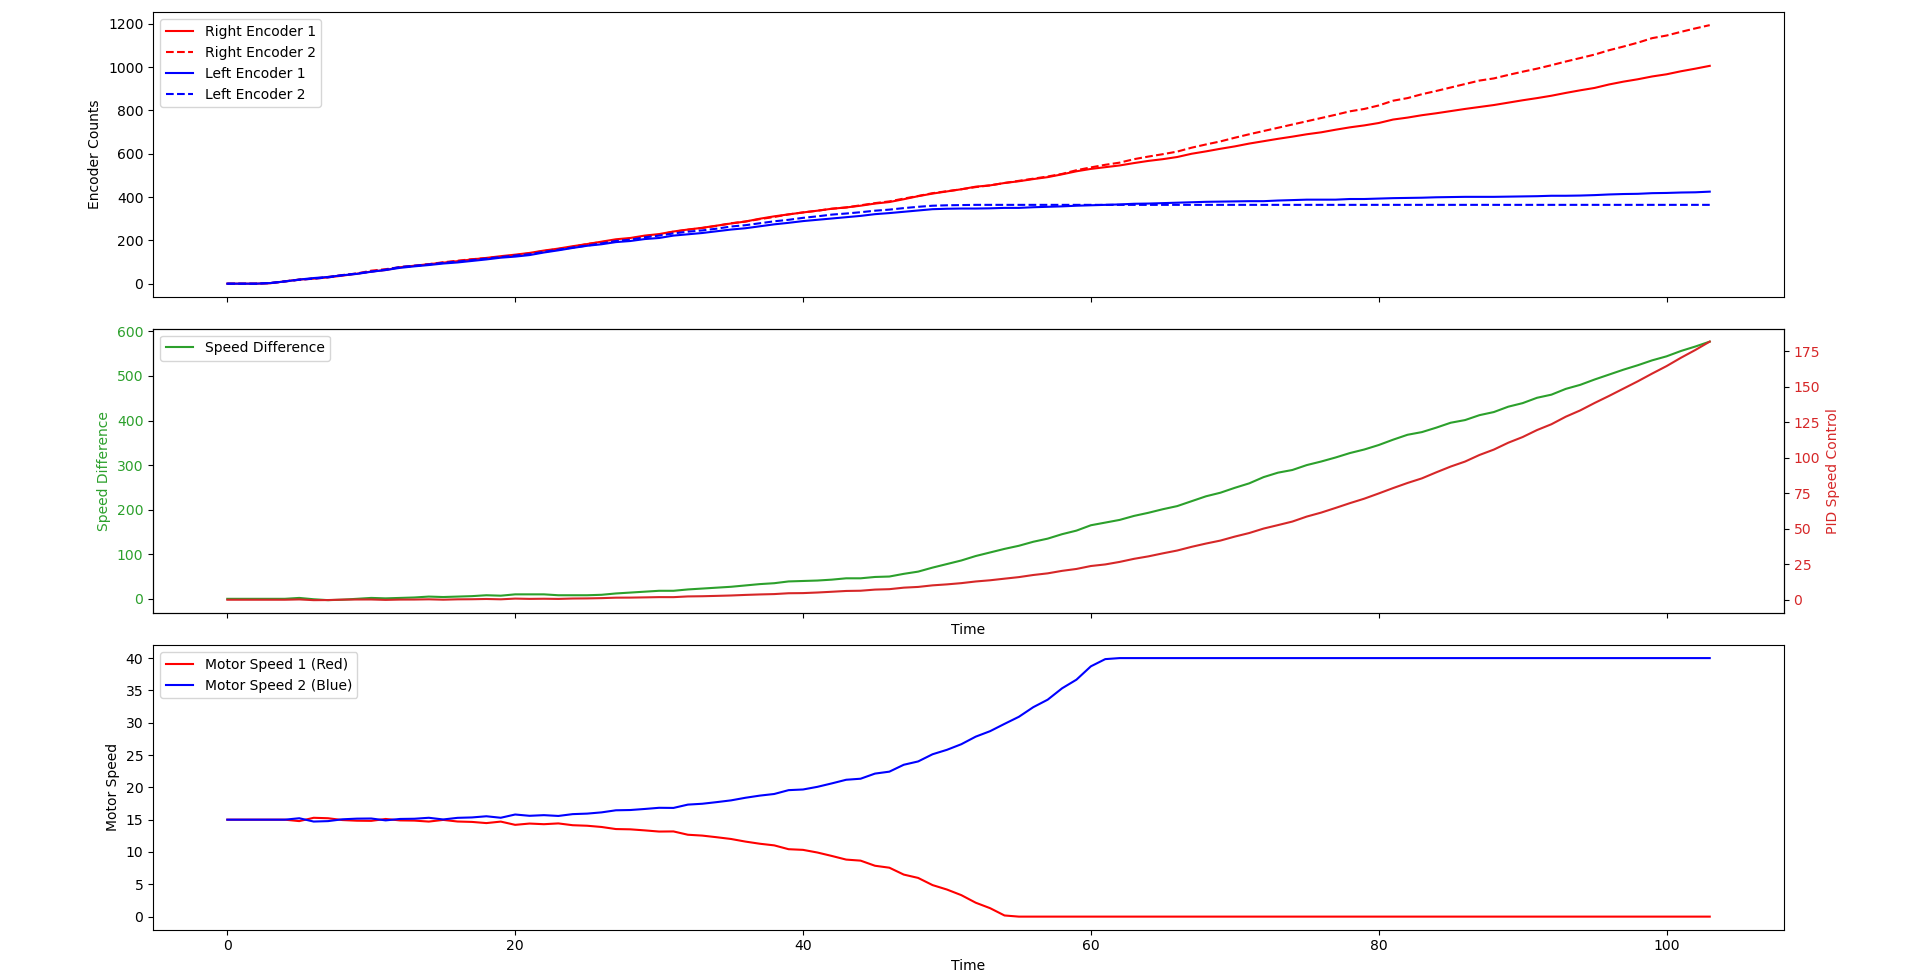 Encoder Counts
1200
1000
800
600
400
200
0
Right Encoder 1
Right Encoder 2
Left Encoder 1
Left Encoder 2
Speed Difference
600
500
400
300
200
100
0
Speed Difference
175
150
125
100
75
50
25
0
PID Speed Control
Time
Motor Speed
40
35
30
25
20
15
10
5
0
Motor Speed 1 (Red)
Motor Speed 2 (Blue)
0 20 40 60 80 100
Time